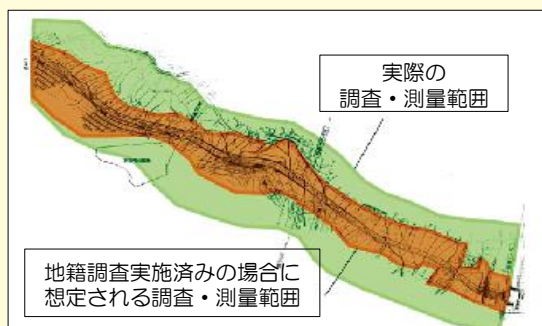 実際の
調査・測量範囲
地籍調査実施済みの場合に
想定される調査・測量範囲